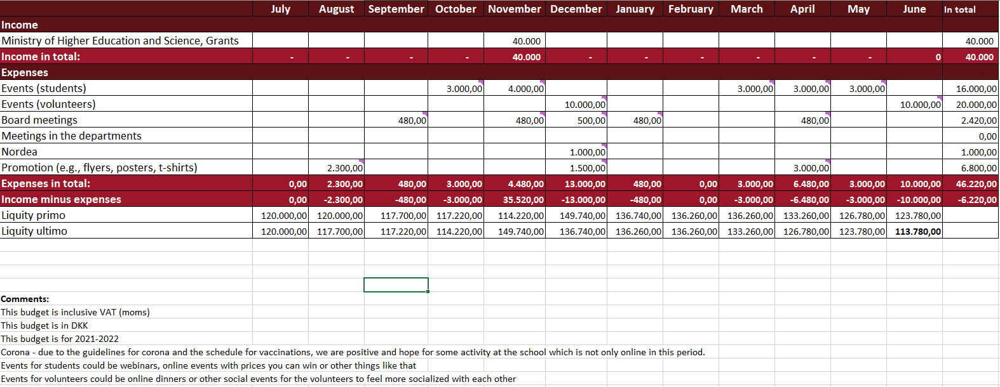 July August September October November December January February March April May June In total
Income
Ministry of Higher Education and Science, Grants 40.000 40.000
Income in total: - - - - 40.000 - - - - - - 0 40.000
Expenses -
Events (students) 3.000,00 4.000,00 3.000,00 3.000,00 3.000,00 16.000,00
Events (volunteers) 10.000,00 10.000,00 20.000,00
Board meetings 480,00 480,00 500,00 480,00 480,00 2.420,00
Meetings in the departments 0,00
Nordea 1.000,00 1.000,00
Promotion (e.g., flyers, posters, t-shirts) 2.300,00 1.500,00 3.000,00 6.800,00
Expenses in total: 0,00 2.300,00 480,00 3.000,00 4.480,00 13.000,00 480,00 0,00 3.000,00 6.480,00 3.000,00 10.000,00 46.220,00
Income minus expenses 0,00 -2.300,00 -480,00 -3.000,00 35.520,00 -13.000,00 -480,00 0,00 -3.000,00 -6.480,00 -3.000,00 -10.000,00 -6.220,00
Liquity primo 120.000,00 120.000,00 117.700,00 117.220,00 114.220,00 149.740,00 136.740,00 136.260,00 136.260,00 133.260,00 126.780,00 123.780,00
Liquity ultimo 120.000,00 117.700,00 117.220,00 114.220,00 149.740,00 136.740,00 136.260,00 136.260,00 133.260,00 126.780,00 123.780,00 113.780,00
Comments:
This budget is inclusive VAT (moms)
This budget is in DKK
This budget is for 2021-2022
Corona - due to the guidelines for corona and the schedule for vaccinations, we are positive and hope for some activity at the school which is not only online in this period.
Events for students could be webinars, online events with prices you can win or other things like that
Events for volunteers could be online dinners or other social events for the volunteers to feel more socialized with each other